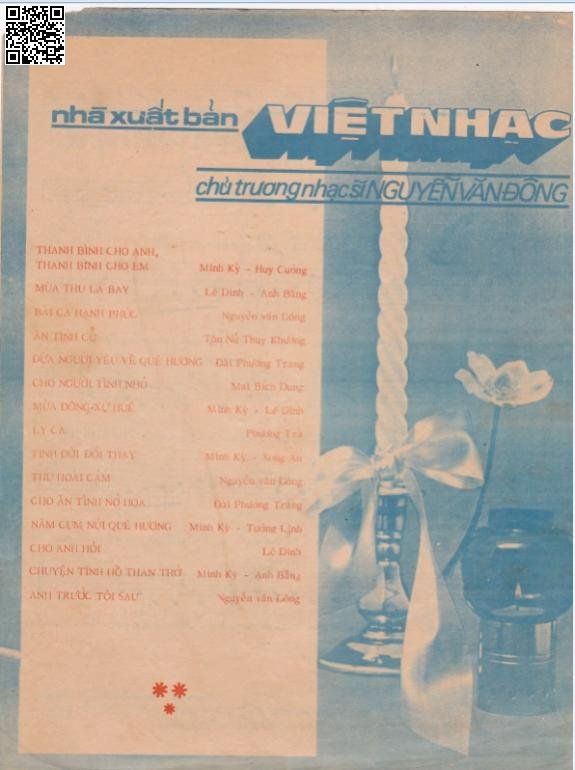 nhà xuất bản VIỆT NHẠC
chủ trương nhạc sĩ NGUYỄN VĂN ĐÔNG
THANH BÌNH CHO ANH,
THANH BÌNH CHO EM Minh Kỳ - Huy Cường
MÙA THU LÁ BAY Lê Dinh - Anh Bằng
BÀI CA HẠNH PHÚC Nguyễn văn Đông
ÂN TÌNH CŨ Tôn Nữ Thụy Khương
ĐƯA NGƯỜI YÊU VỀ QUÊ HƯƠNG Đài Phương Trang
CHO NGƯỜI TÌNH NHỎ Mai Bích Dung
MÙA ĐÔNG XỨ HUẾ Minh Kỳ - Lê Dinh
LÝ CA Phương Trà
TÌNH ĐỜI ĐỔI THAY Minh Kỳ - Song An
THU HOÀI CẢM Nguyễn văn Đông
CHO ÂN TÌNH NỞ HOA Đài Phương Trang
NĂM CỤM NÚI QUÊ HƯƠNG Minh Kỳ - Tường Linh
CHO ANH HỎI Lê Dinh
CHUYỆN TÌNH HỒ THAN THỞ Minh Kỳ - Anh Bằng
ANH TRƯỚC TÔI SAU Nguyễn văn Đông